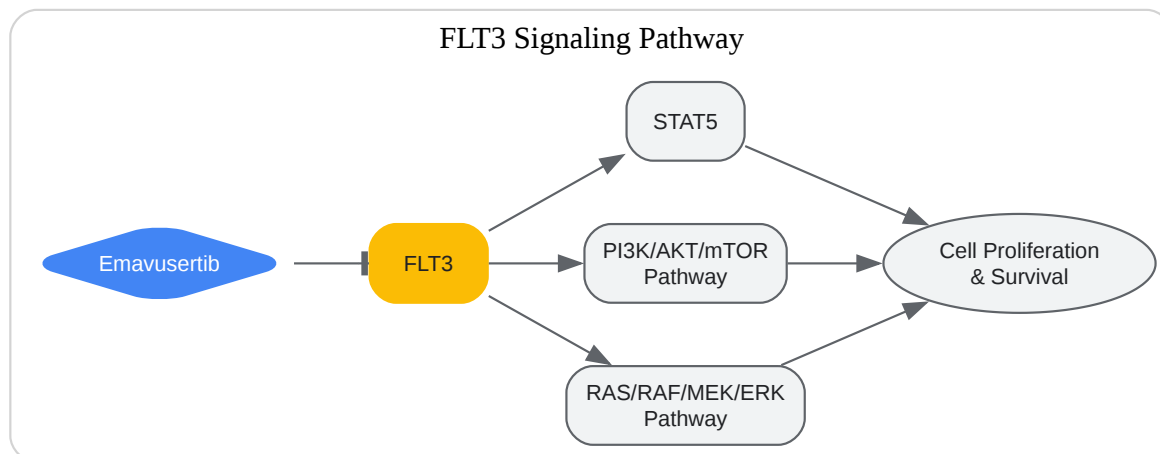 FLT3 Signaling Pathway
STAT5
Emavusertib
FLT3
PI3K/AKT/mTOR
Pathway
Cell Proliferation
& Survival
RAS/RAF/MEK/ERK
Pathway